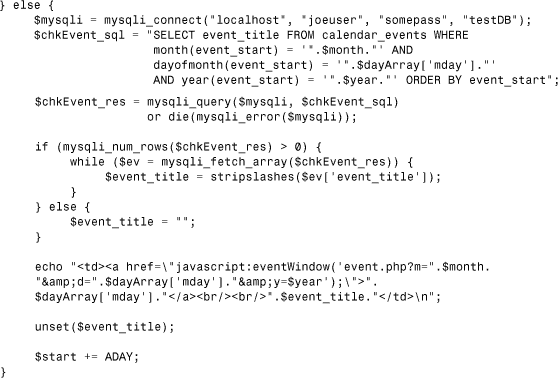 } else {
$mysqli = mysqli_connect("localhost", "joeuser", "somepass", "testDB");
$chkEvent_sql = "SELECT event_title FROM calendar_events WHERE
month(event_start) = '".$month."' AND
dayofmonth(event_start) = '".$dayArray['mday']."'
AND year(event_start) = '".$year."' ORDER BY event_start";
$chkEvent_res = mysqli_query($mysqli, $chkEvent_sql)
or die(mysqli_error($mysqli));
if (mysqli_num_rows($chkEvent_res) > 0) {
while ($ev = mysqli_fetch_array($chkEvent_res)) {
$event_title = stripslashes($ev['event_title']);
}
} else {
$event_title = "";
}
echo "<td><a href=\"javascript:eventWindow('event.php?m=".$month.
"&amp;d=".$dayArray['mday']."&amp;y=$year');\">".
$dayArray['mday']."</a><br/><br/>".$event_title."</td>\n";
unset($event_title);
$start += ADAY;
}